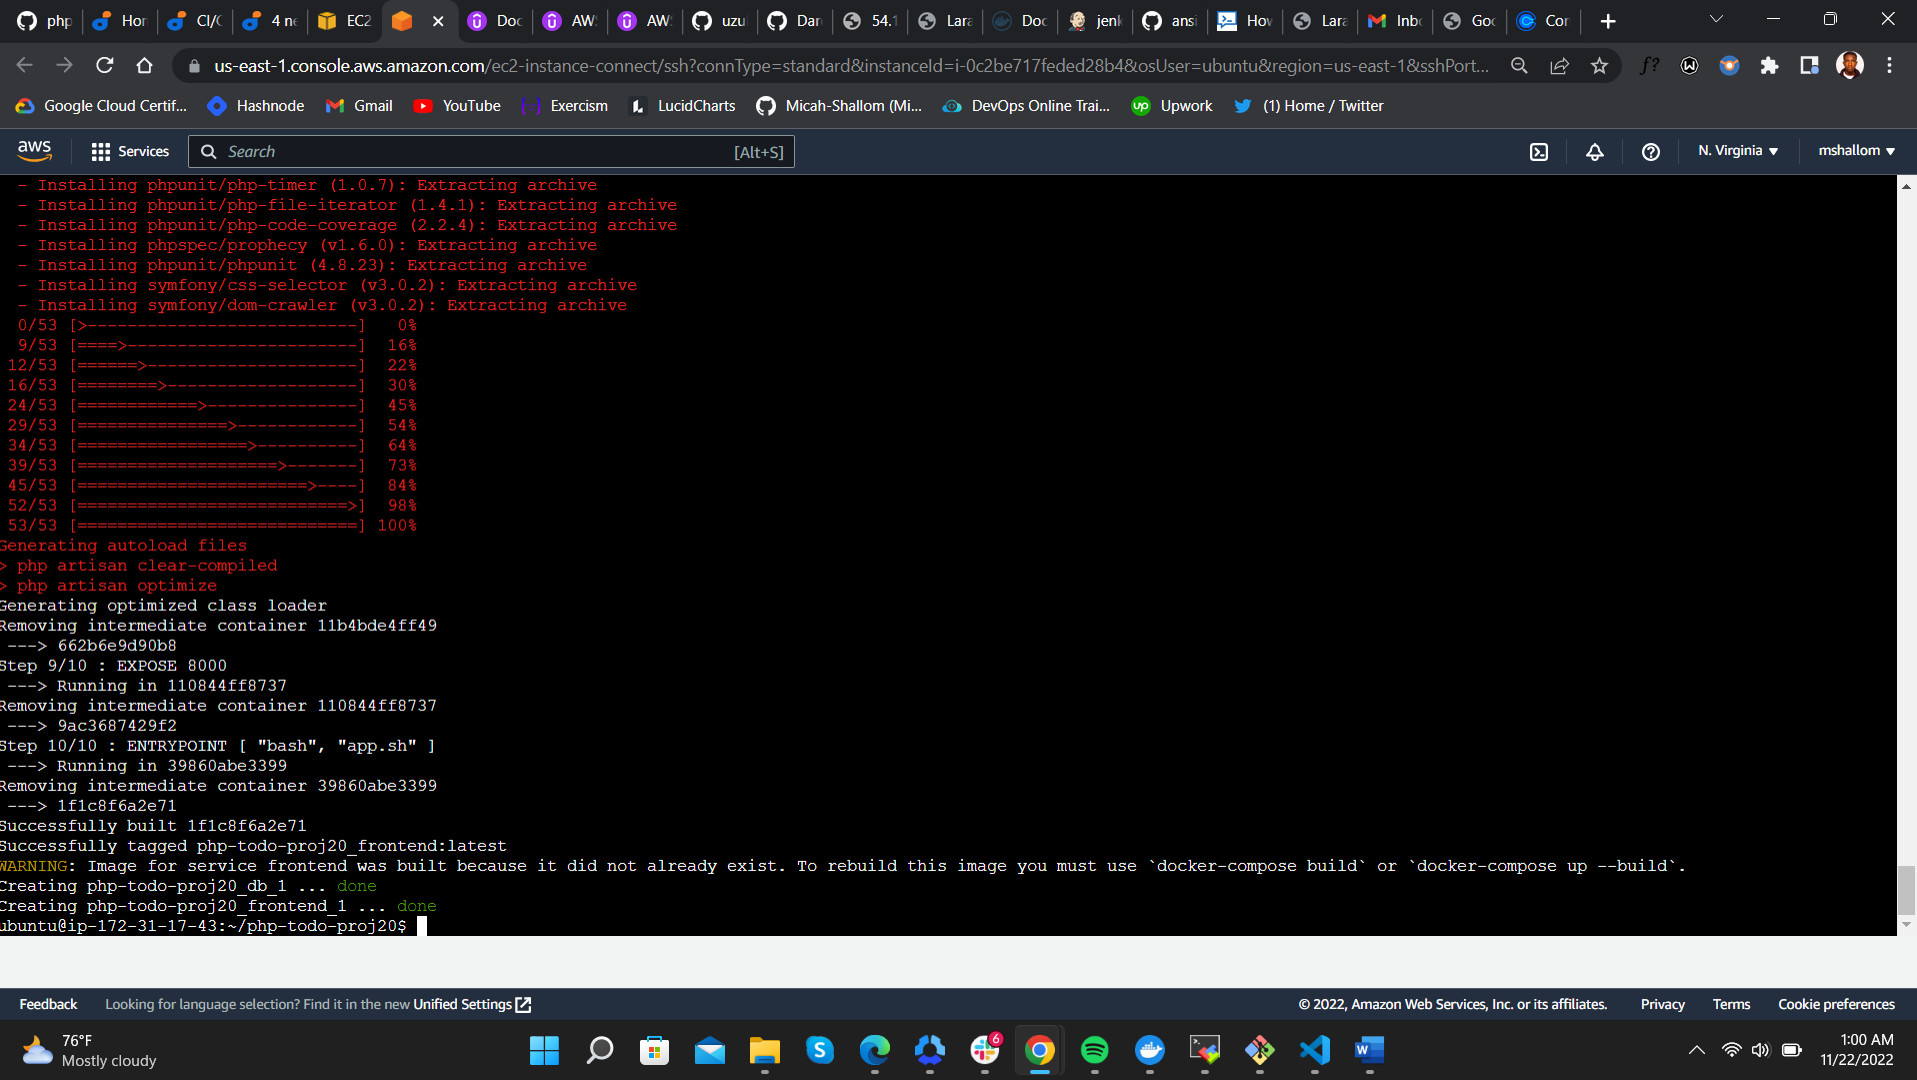 php
Hor
CI/C
4 ne
EC2
Doc
AW
AW
uzu
Dar
54.1
Lara
Doc
jenk
ansi
How
Lara
Inbo
Goo
Cor
us-east-1.console.aws.amazon.com/ec2-instance-connect/ssh?connType=standard&instanceId=i-0c2be717feded28b4&osUser=ubuntu&region=us-east-1&sshPort...
Google Cloud Certif...
Hashnode
Gmail
YouTube
Exercism
LucidCharts
Micah-Shallom (Mi...
DevOps Online Trai...
Upwork
(1) Home / Twitter
aws
Services
Search
[Alt+S]
N. Virginia
mshallom
- Installing phpunit/php-timer (1.0.7): Extracting archive
- Installing phpunit/php-file-iterator (1.4.1): Extracting archive
- Installing phpunit/php-code-coverage (2.2.4): Extracting archive
- Installing phpspec/prophecy (v1.6.0): Extracting archive
- Installing phpunit/phpunit (4.8.23): Extracting archive
- Installing symfony/css-selector (v3.0.2): Extracting archive
- Installing symfony/dom-crawler (v3.0.2): Extracting archive
0/53 [>---------------------------]   0%
9/53 [====>-----------------------]  16%
12/53 [======>---------------------]  22%
16/53 [========>-------------------]  30%
24/53 [============>---------------]  45%
29/53 [===============>------------]  54%
34/53 [=================>----------]  64%
39/53 [====================>-------]  73%
45/53 [=======================>----]  84%
52/53 [===========================>]  98%
53/53 [============================] 100%
Generating autoload files
> php artisan clear-compiled
> php artisan optimize
Generating optimized class loader
Removing intermediate container 11b4bde4ff49
---> 662b6e9d90b8
Step 9/10 : EXPOSE 8000
---> Running in 110844ff8737
Removing intermediate container 110844ff8737
---> 9ac3687429f2
Step 10/10 : ENTRYPOINT [ "bash", "app.sh" ]
---> Running in 39860abe3399
Removing intermediate container 39860abe3399
---> 1f1c8f6a2e71
Successfully built 1f1c8f6a2e71
Successfully tagged php-todo-proj20_frontend:latest
WARNING: Image for service frontend was built because it did not already exist. To rebuild this image you must use `docker-compose build` or `docker-compose up --build`.
Creating php-todo-proj20_db_1 ... done
Creating php-todo-proj20_frontend_1 ... done
ubuntu@ip-172-31-17-43:~/php-todo-proj20$
Feedback
Looking for language selection? Find it in the new Unified Settings
© 2022, Amazon Web Services, Inc. or its affiliates.
Privacy
Terms
Cookie preferences
76°F
Mostly cloudy
6
1:00 AM
11/22/2022